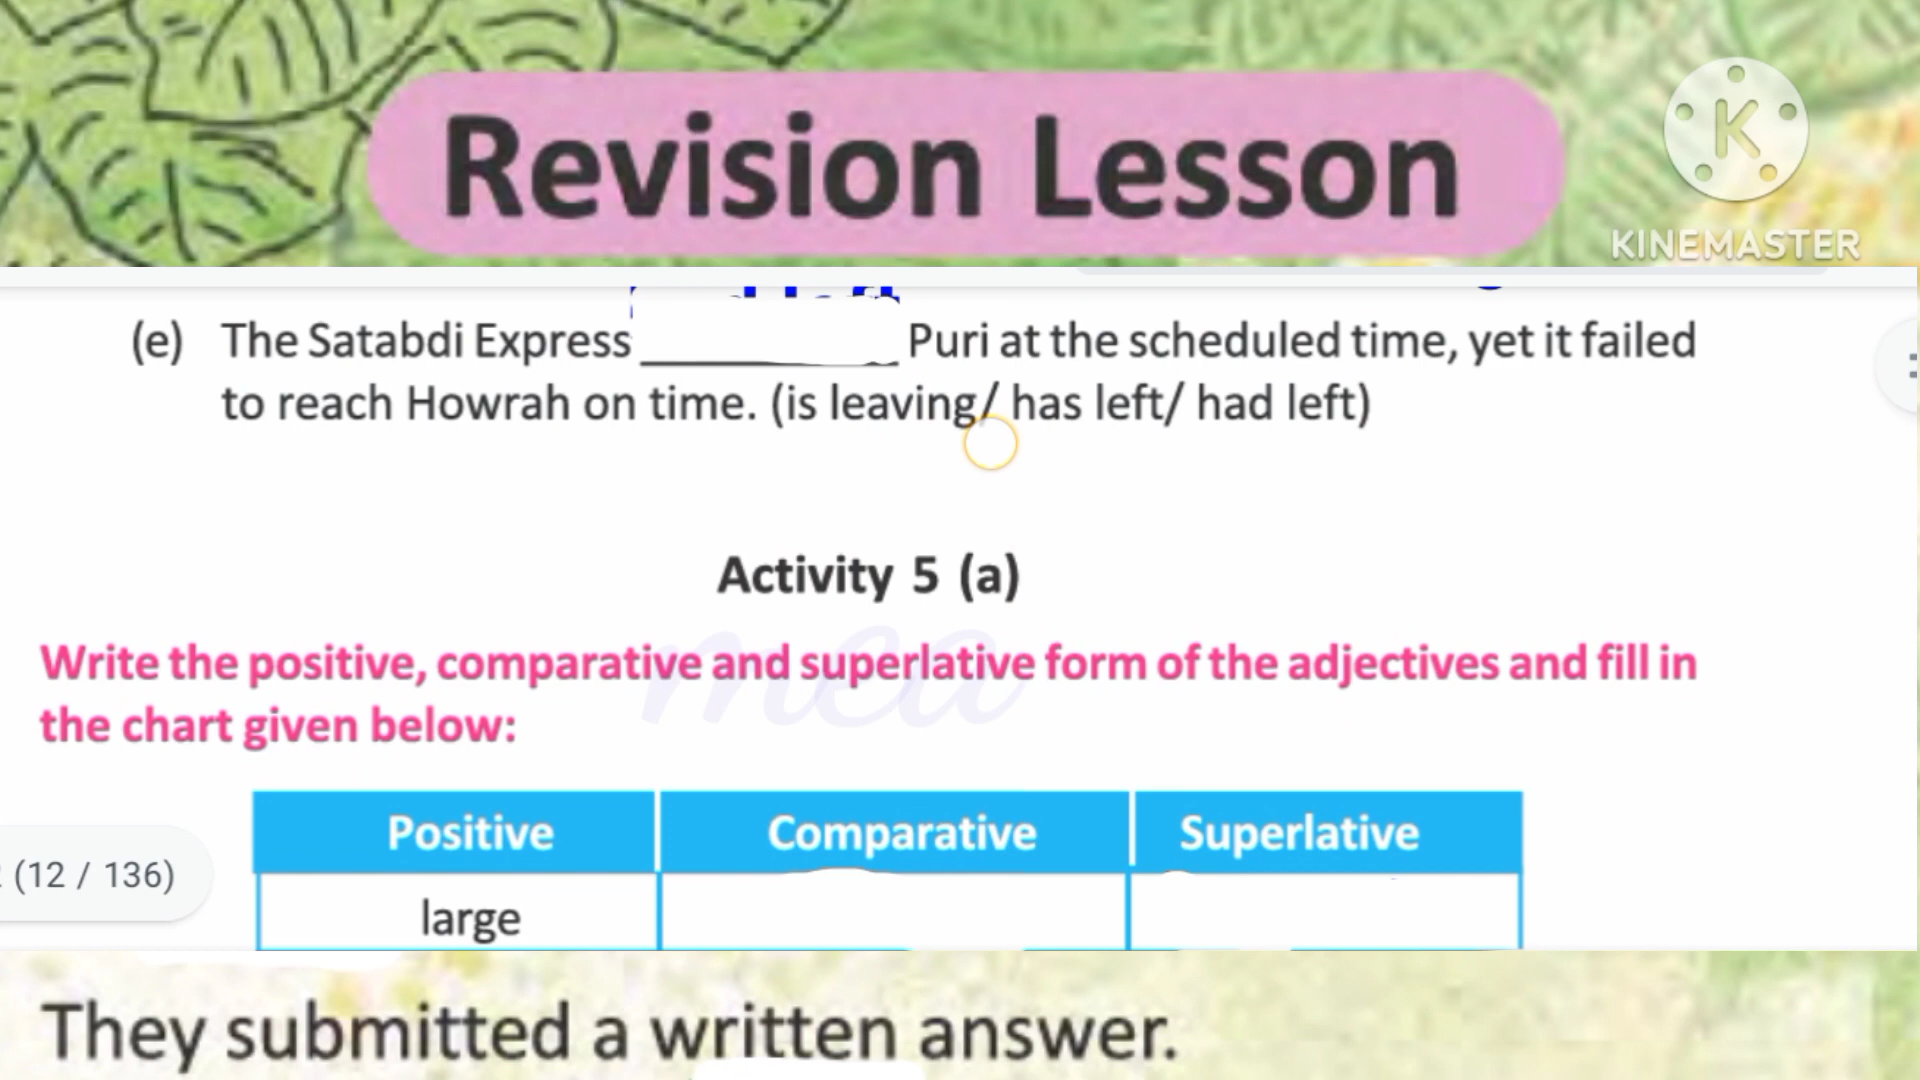 Revision Lesson
K
KINEMASTER
(e) The Satabdi Express __________ Puri at the scheduled time, yet it failed
to reach Howrah on time. (is leaving/ has left/ had left)
Activity 5 (a)
mea
Write the positive, comparative and superlative form of the adjectives and fill in
the chart given below:
Positive Comparative Superlative
(12 / 136)
large
They submitted a written answer.